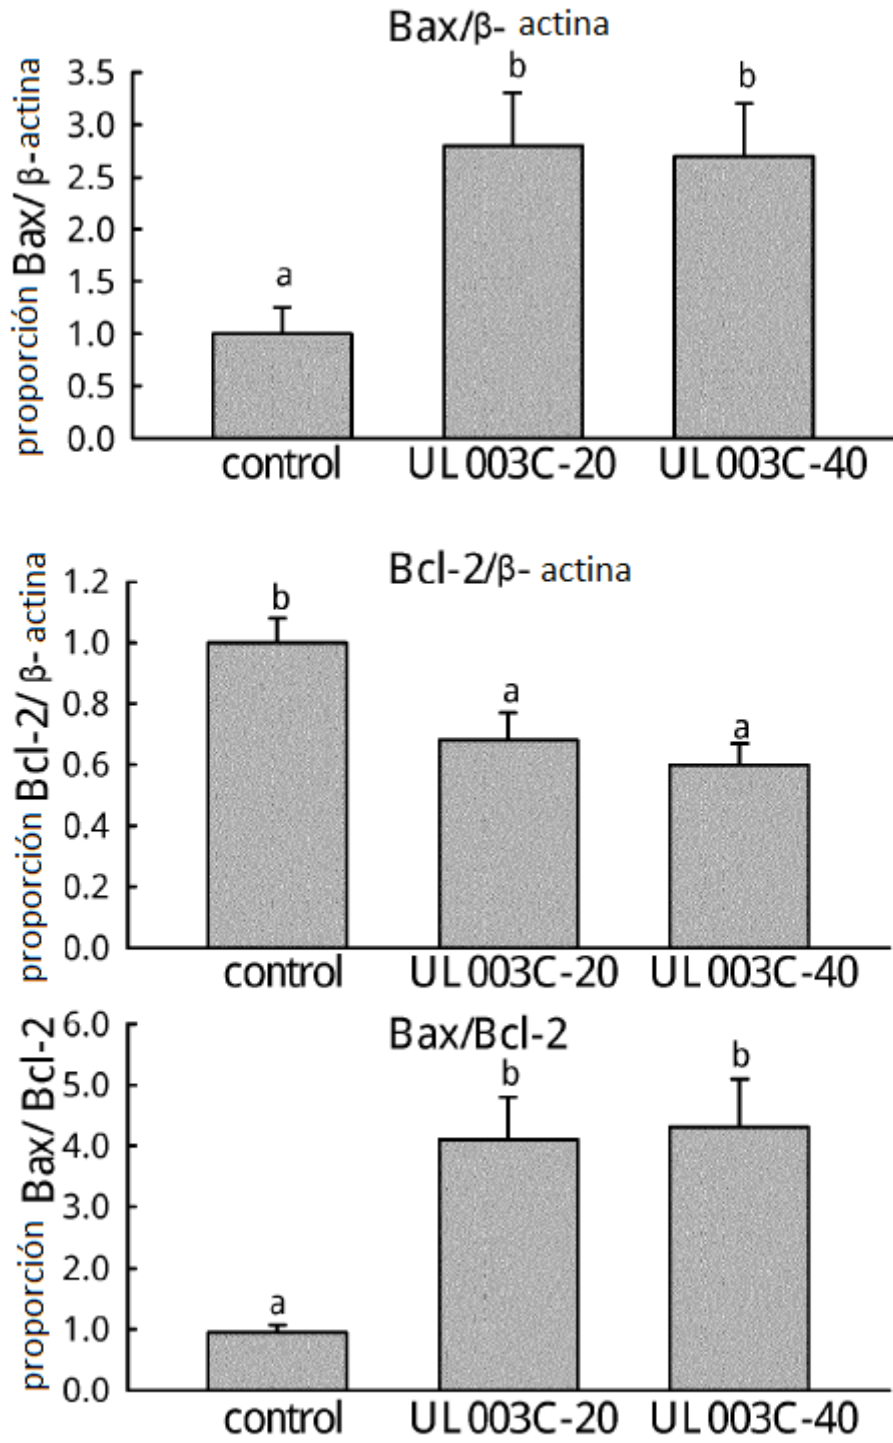 Bax/β- actina
proporción Bax/ β-actina
3.5
3.0
2.5
2.0
1.5
1.0
0.5
0.0
a
b
b
control
UL003C-20
UL003C-40
Bcl-2/β- actina
proporción Bcl-2/ β- actina
1.2
1.0
0.8
0.6
0.4
0.2
0.0
b
a
a
control
UL003C-20
UL003C-40
Bax/Bcl-2
proporción Bax/ Bcl-2
6.0
5.0
4.0
3.0
2.0
1.0
0.0
a
b
b
control
UL003C-20
UL003C-40